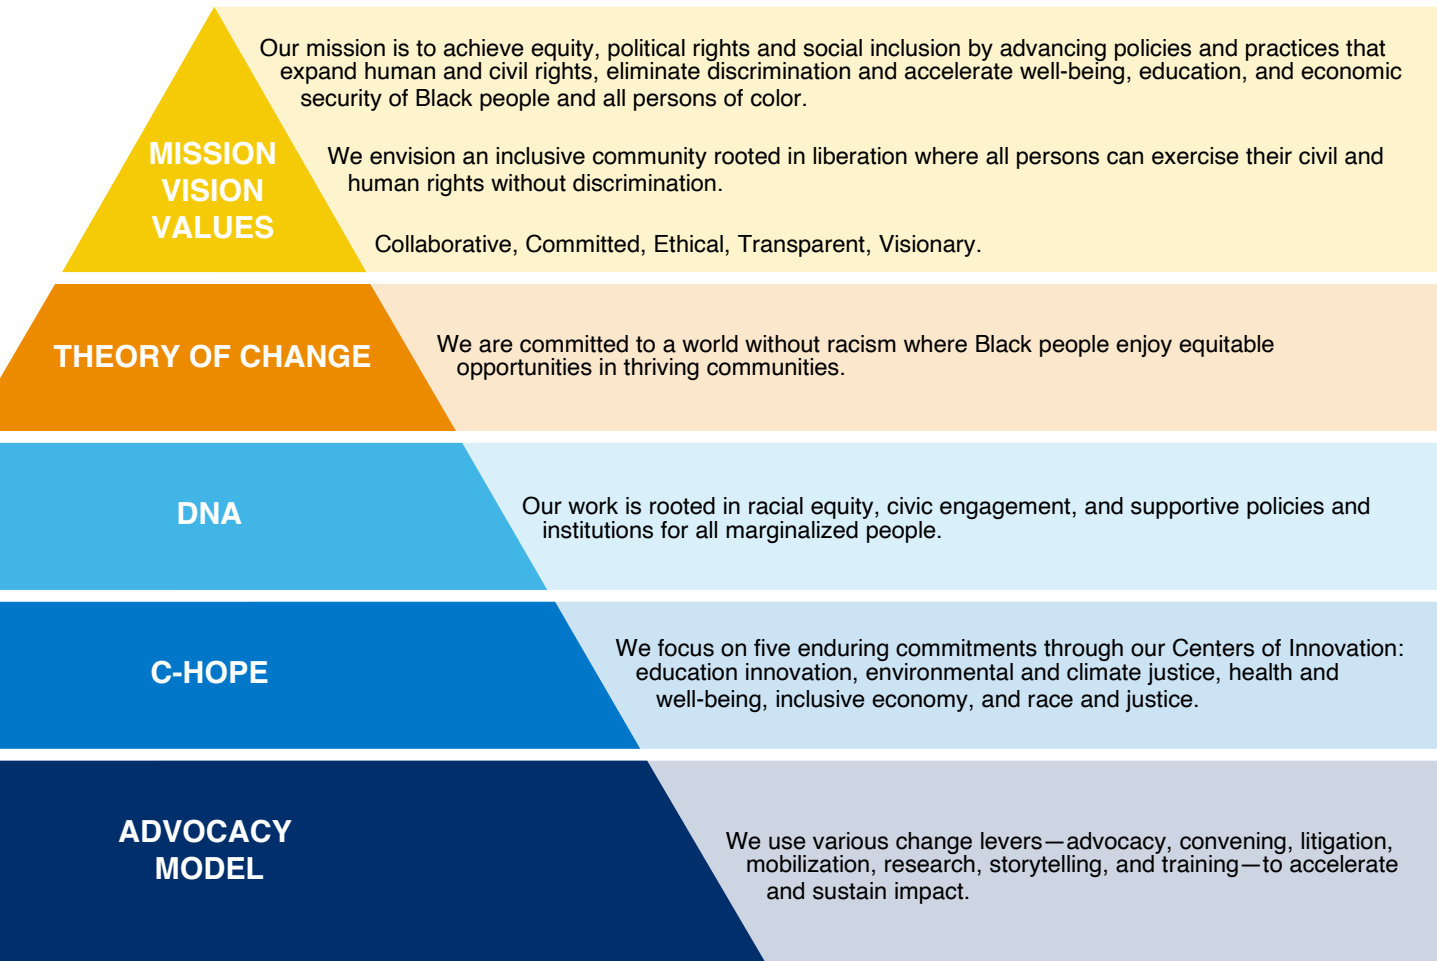 Our mission is to achieve equity, political rights and social inclusion by advancing policies and practices that
expand human and civil rights, eliminate discrimination and accelerate well-being, education, and economic
security of Black people and all persons of color.
MISSION
VISION
VALUES
We envision an inclusive community rooted in liberation where all persons can exercise their civil and
human rights without discrimination.
Collaborative, Committed, Ethical, Transparent, Visionary.
THEORY OF CHANGE
We are committed to a world without racism where Black people enjoy equitable
opportunities in thriving communities.
DNA
Our work is rooted in racial equity, civic engagement, and supportive policies and
institutions for all marginalized people.
C-HOPE
We focus on five enduring commitments through our Centers of Innovation:
education innovation, environmental and climate justice, health and
well-being, inclusive economy, and race and justice.
ADVOCACY
MODEL
We use various change levers—advocacy, convening, litigation,
mobilization, research, storytelling, and training—to accelerate
and sustain impact.